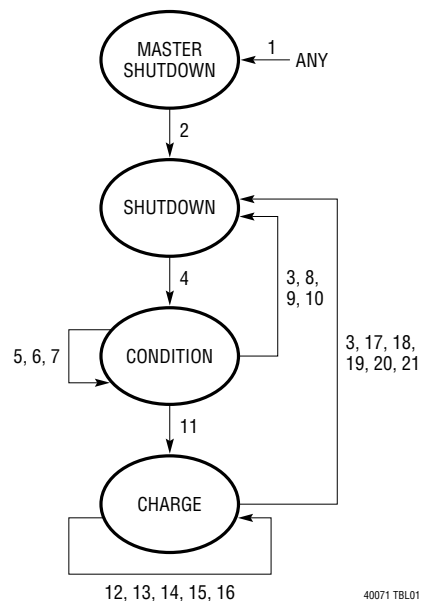 MASTER
SHUTDOWN
1
ANY
2
SHUTDOWN
4
3, 8,
9, 10
3, 17, 18,
19, 20, 21
5, 6, 7
CONDITION
11
CHARGE
12, 13, 14, 15, 16
40071 TBL01